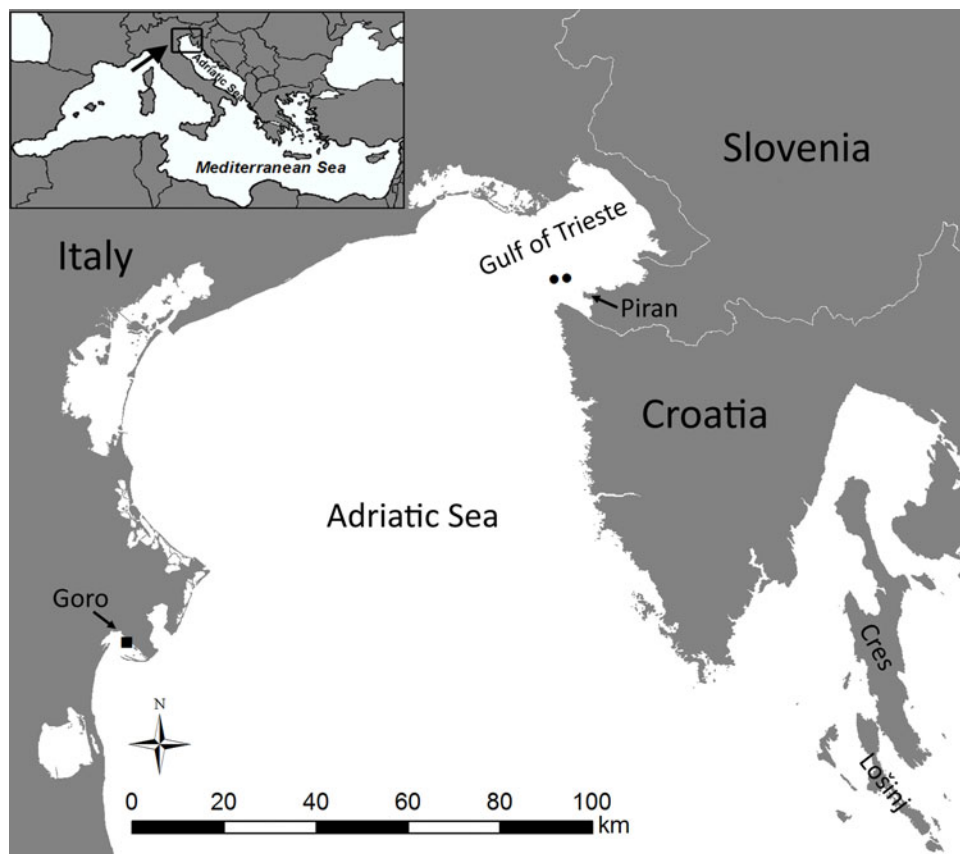 Adriatic Sea
Mediterranean Sea
Slovenia
Italy
Gulf of Trieste
Piran
Croatia
Adriatic Sea
Goro
Cres
Lošinj
N
0 20 40 60 80 100
km